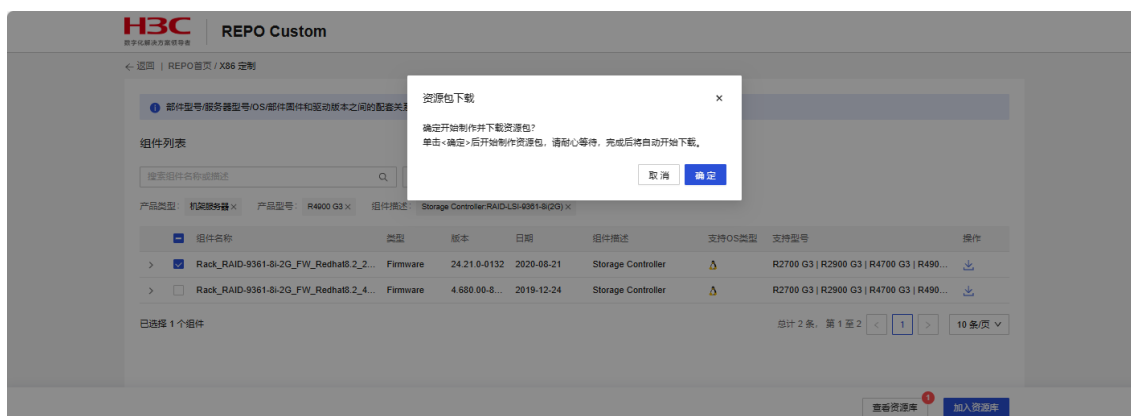 H3C
数字化解决方案领导者
REPO Custom
← 返回 | REPO首页 / X86 定制
部件型号/服务器型号/OS/部件固件和驱动版本之间的配套关系
资源包下载 ×
确定开始制作并下载资源包?
单击<确定>后开始制作资源包，请耐心等待，完成后将自动开始下载。
取 消 确 定
组件列表
搜索组件名称或描述
产品类型: 机架服务器 × 产品型号: R4900 G3 × 组件描述: Storage Controller:RAID-LSI-9361-8i(2G) ×
组件名称 类型 版本 日期 组件描述 支持OS类型 支持型号 操作
Rack_RAID-9361-8i-2G_FW_Redhat8.2_2... Firmware 24.21.0-0132 2020-08-21 Storage Controller R2700 G3 | R2900 G3 | R4700 G3 | R490...
Rack_RAID-9361-8i-2G_FW_Redhat8.2_4... Firmware 4.680.00-8... 2019-12-24 Storage Controller R2700 G3 | R2900 G3 | R4700 G3 | R490...
已选择 1 个组件 总计 2 条，第 1 至 2 < 1 > 10 条/页
查看资源库 1 加入资源库